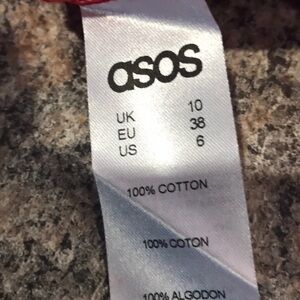 asos
UK 10
EU 38
US 6
100% COTTON
100% COTON
100% ALGODON